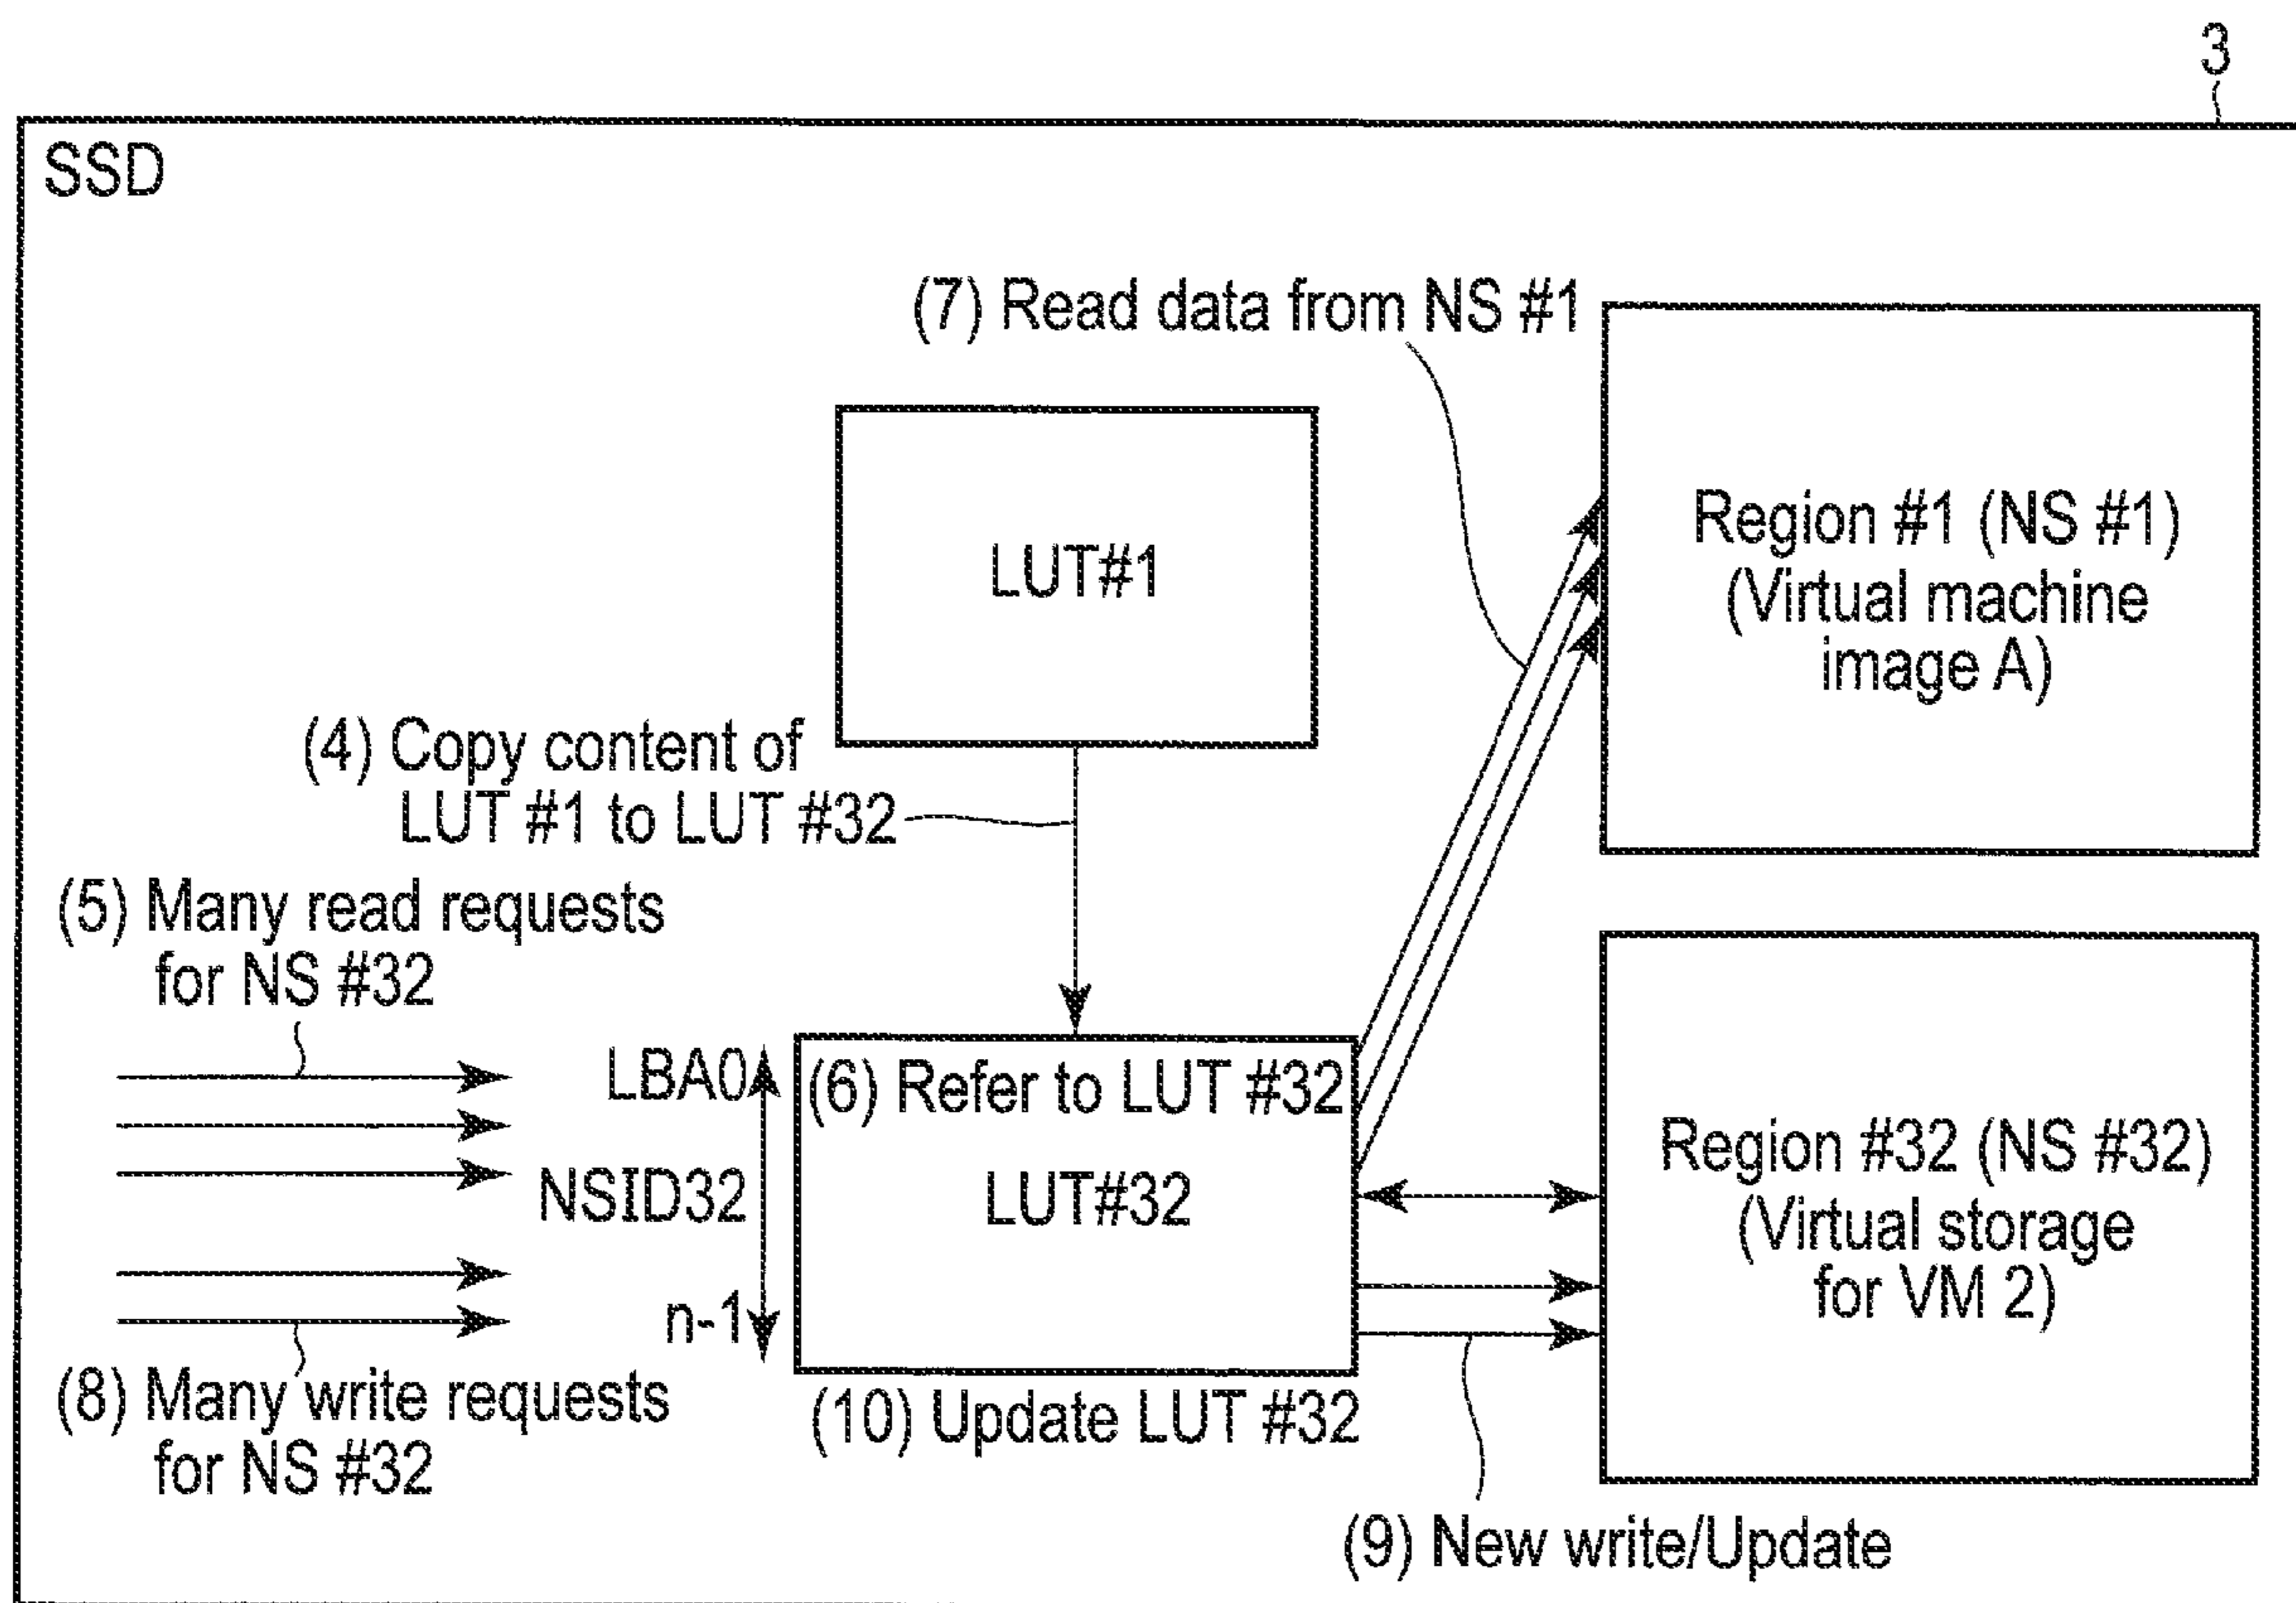 3
SSD
(7) Read data from NS #1
LUT#1
Region #1 (NS #1)
(Virtual machine
image A)
(4) Copy content of
LUT #1 to LUT #32
(5) Many read requests
for NS #32
LBA0
(6) Refer to LUT #32
NSID32
LUT#32
n-1
Region #32 (NS #32)
(Virtual storage
for VM 2)
(8) Many write requests
for NS #32
(10) Update LUT #32
(9) New write/Update